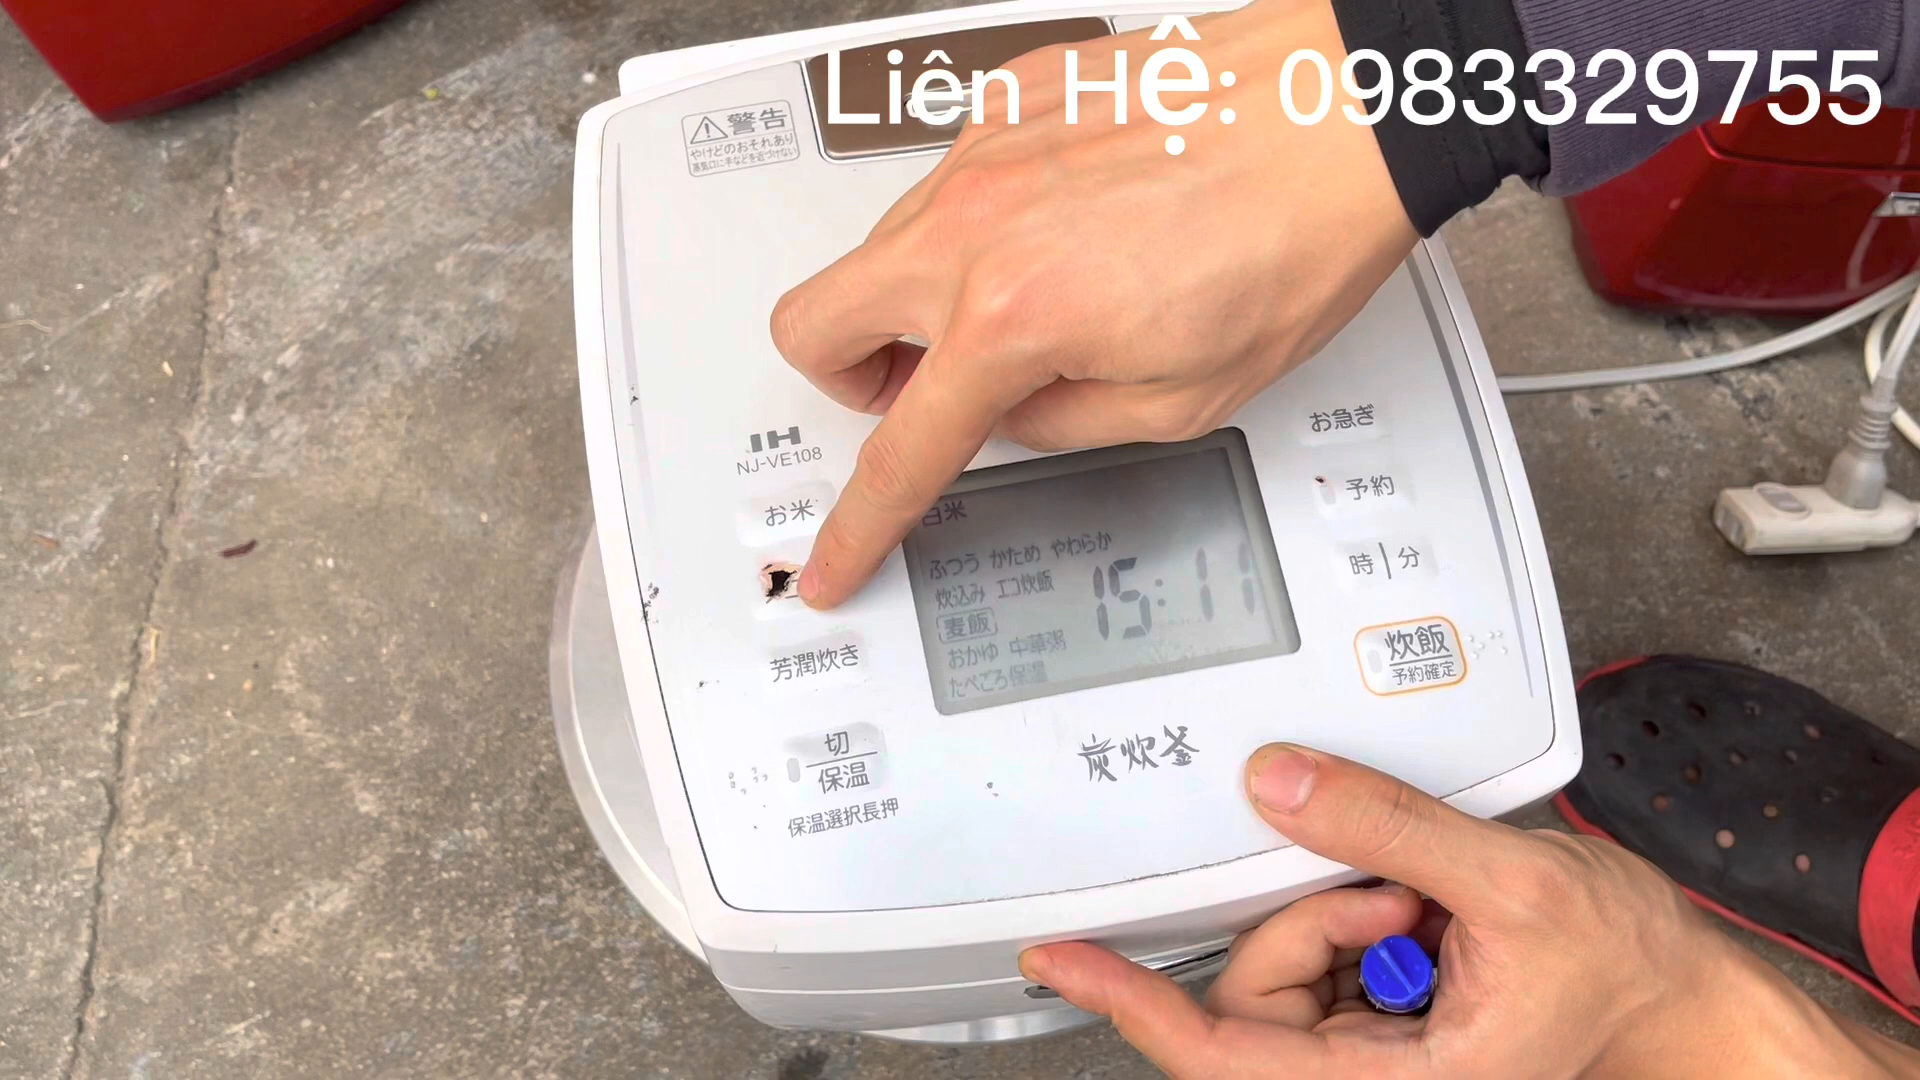 Liên Hệ: 0983329755
警告
やけどのおそれあり
蒸気口に手などを近づけない
IH
NJ-VE108
お米
芳潤炊き
切
保温
保温選択長押
白米
ふつう かため やわらか
炊込み エコ炊飯
麦飯
おかゆ 中華粥
たべごろ保温
15:11
お急ぎ
予約
時|分
炊飯
予約確定
炭炊釜